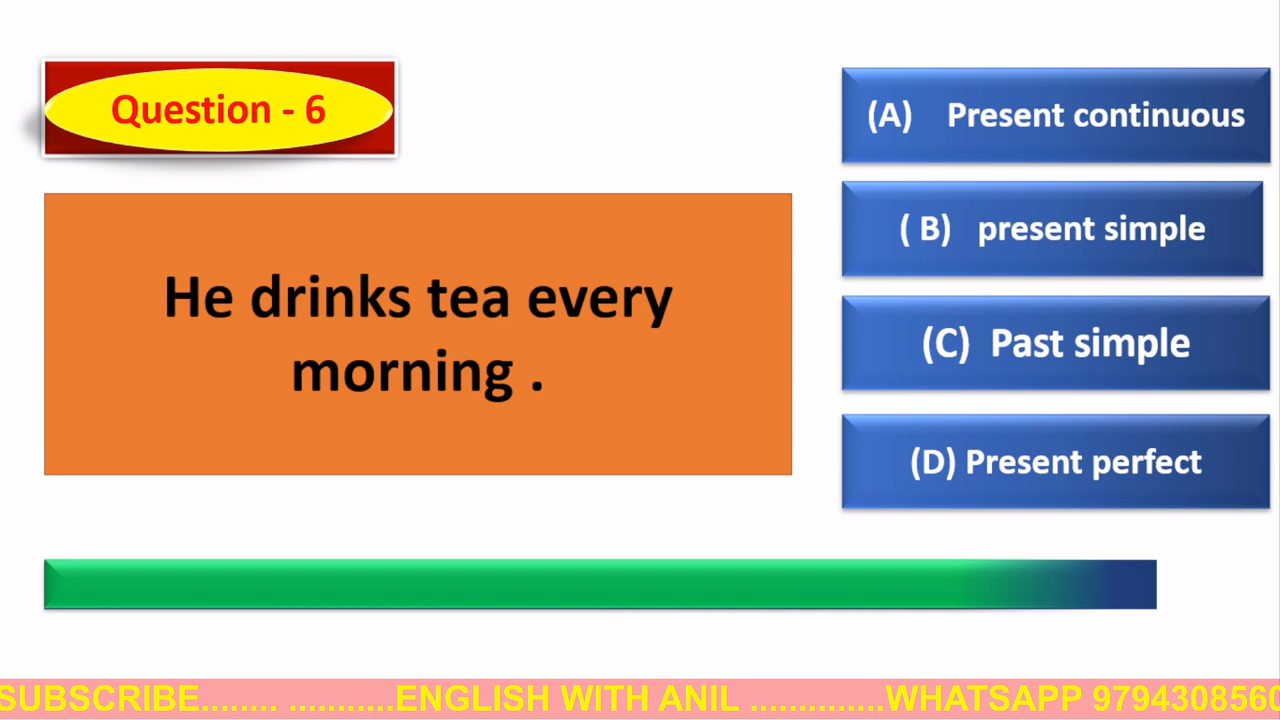 Question - 6
He drinks tea every
morning .
(A) Present continuous
( B) present simple
(C) Past simple
(D) Present perfect
SUBSCRIBE........ ...........ENGLISH WITH ANIL ..............WHATSAPP 9794308560